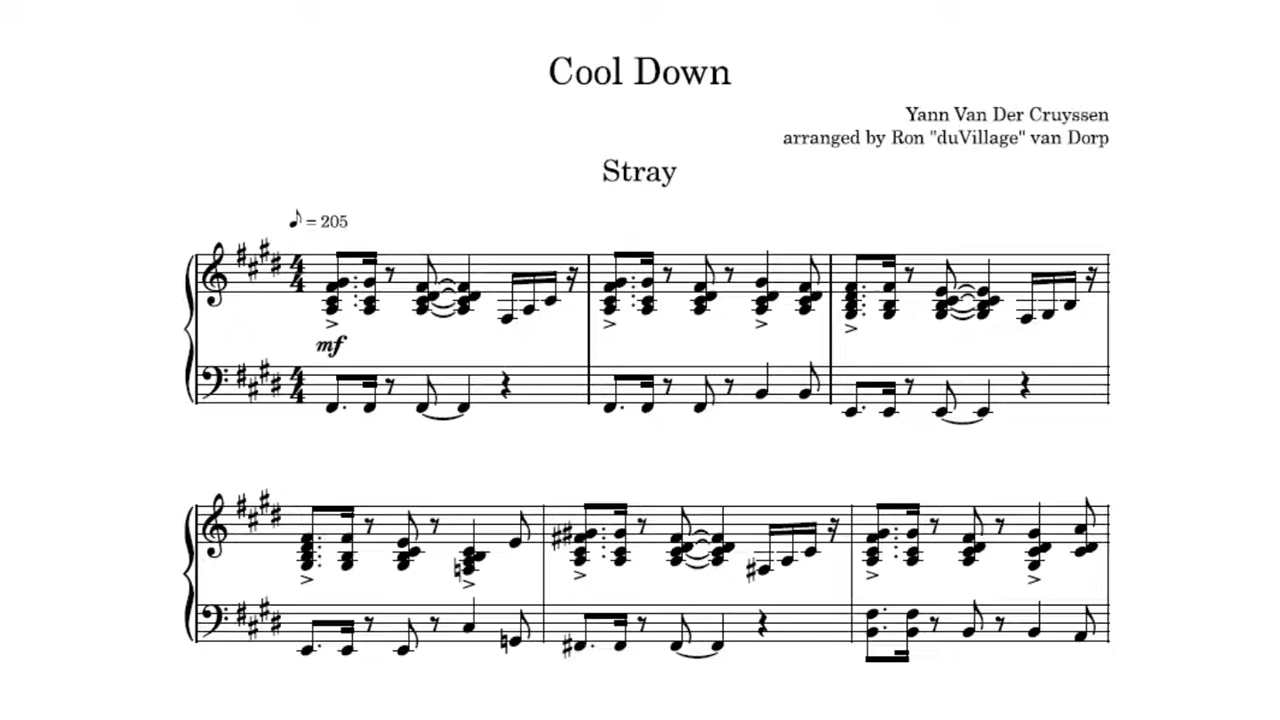 Cool Down
Yann Van Der Cruyssen
arranged by Ron "duVillage" van Dorp
Stray
♪ = 205
mf